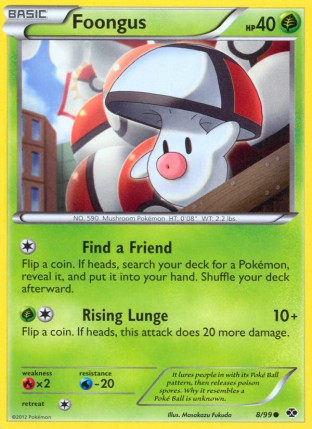 BASIC
Foongus
HP40
NO. 590 Mushroom Pokémon HT: 0'08" WT: 2.2 lbs.
Find a Friend
Flip a coin. If heads, search your deck for a Pokémon,
reveal it, and put it into your hand. Shuffle your deck
afterward.
Rising Lunge 10+
Flip a coin. If heads, this attack does 20 more damage.
weakness
×2
resistance
-20
retreat
It lures people in with its Poké Ball
pattern, then releases poison
spores. Why it resembles a
Poké Ball is unknown.
©2012 Pokémon
Illus. Masakazu Fukuda
8/99